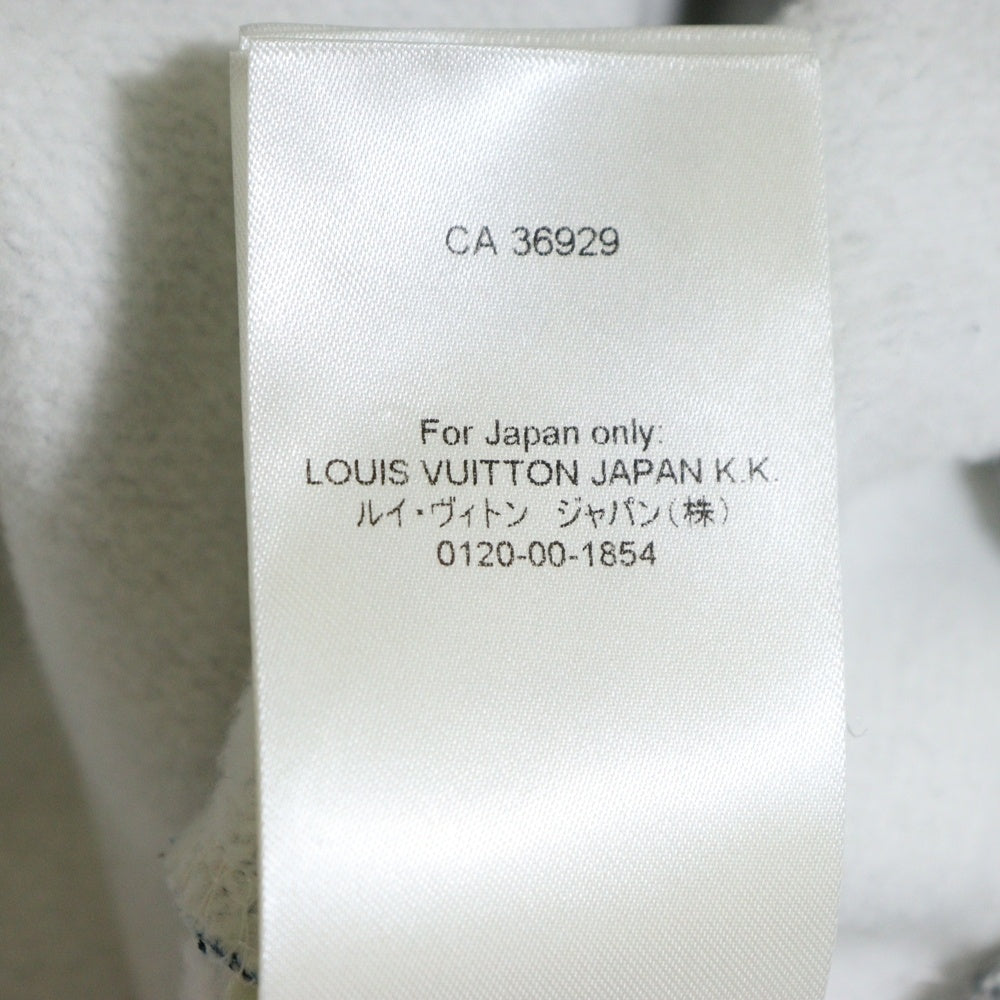 CA 36929
For Japan only:
LOUIS VUITTON JAPAN K.K.
ルイ・ヴィトン　ジャパン(株)
0120-00-1854